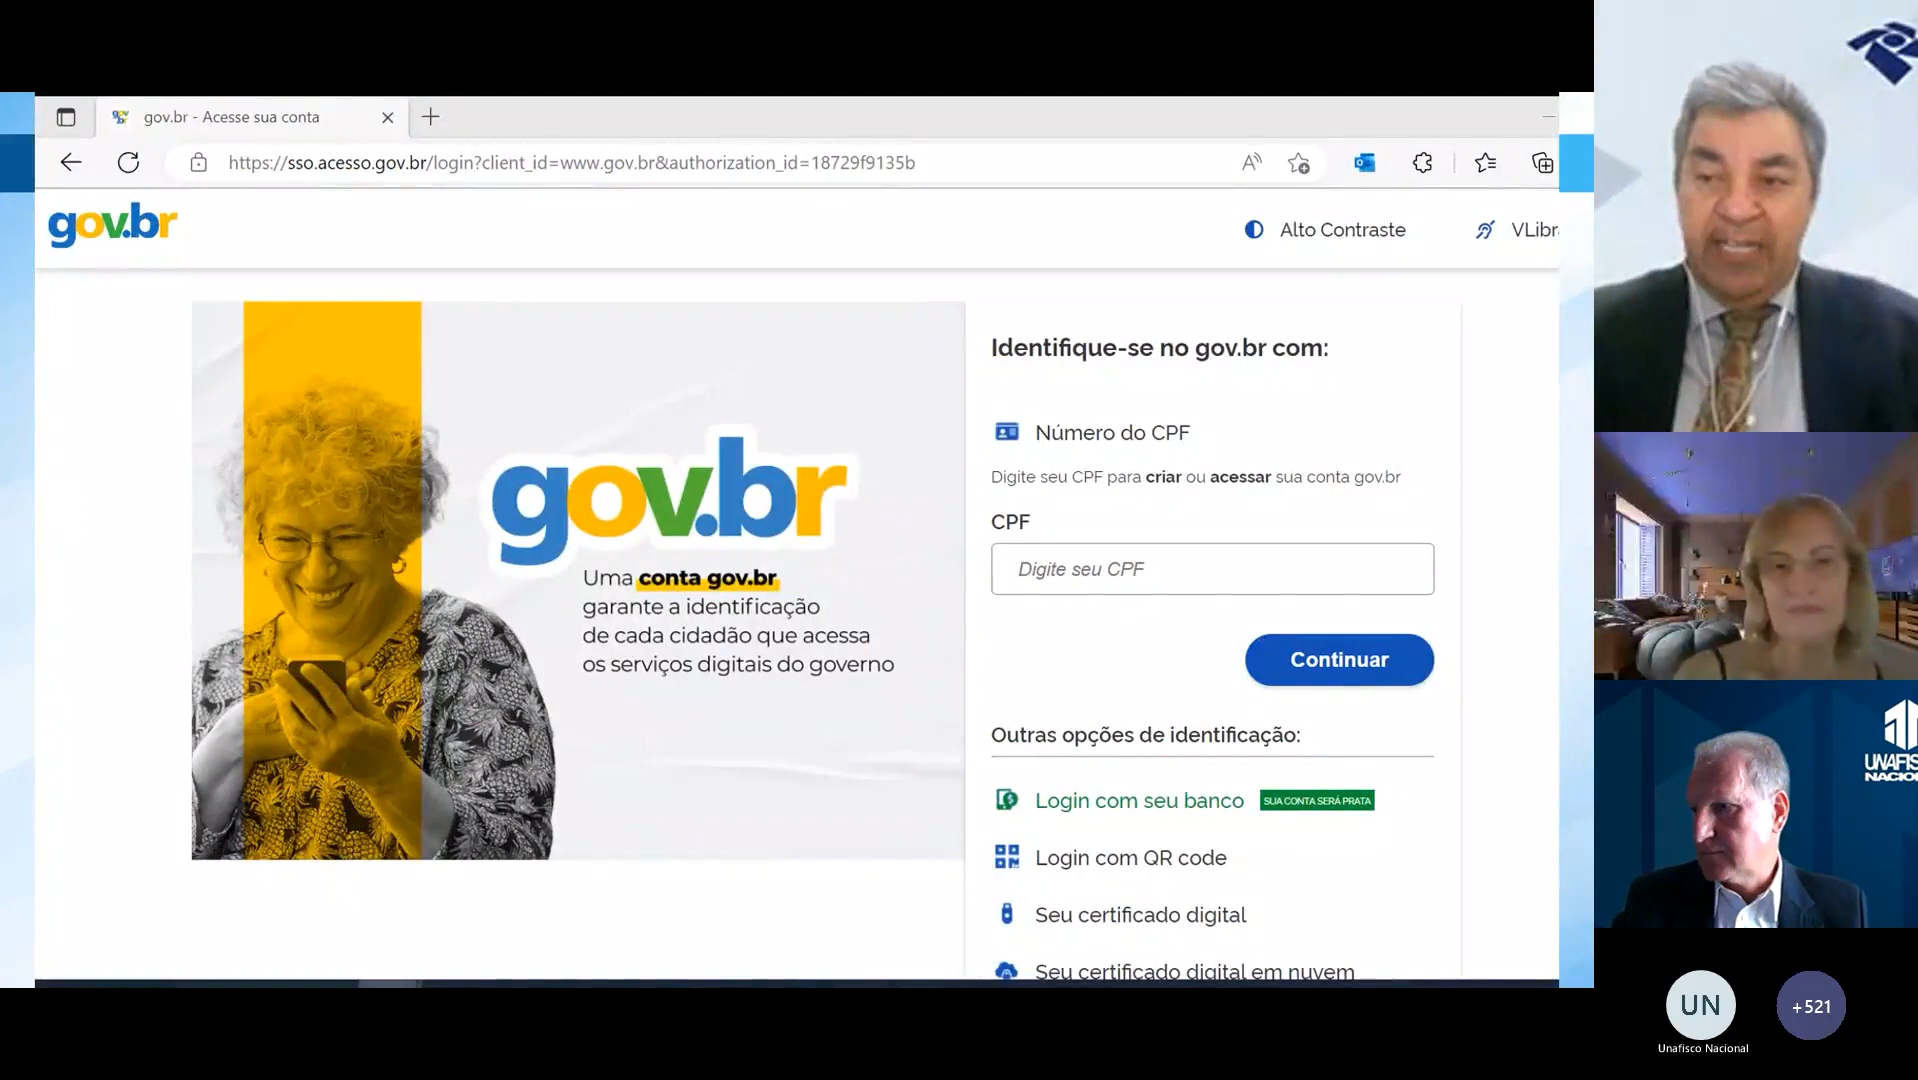 gov.br - Acesse sua conta
https://sso.acesso.gov.br/login?client_id=www.gov.br&authorization_id=18729f9135b
gov.br
Alto Contraste
VLibr
gov.br
Uma conta gov.br
garante a identificação
de cada cidadão que acessa
os serviços digitais do governo
Identifique-se no gov.br com:
Número do CPF
Digite seu CPF para criar ou acessar sua conta gov.br
CPF
Digite seu CPF
Continuar
Outras opções de identificação:
Login com seu banco
SUA CONTA SERÁ PRATA
Login com QR code
Seu certificado digital
Seu certificado digital em nuvem
UNAFIS
NACIO
UN
+521
Unafisco Nacional